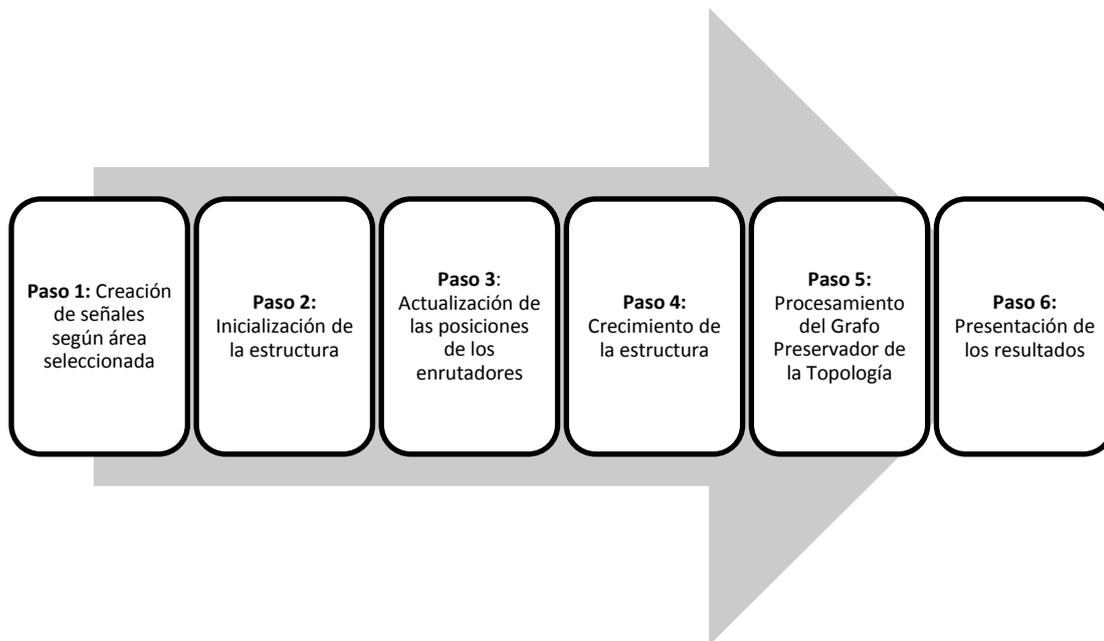 Paso 1: Creación
de señales
según área
seleccionada
Paso 2:
Inicialización de
la estructura
Paso 3:
Actualización de
las posiciones
de los
enrutadores
Paso 4:
Crecimiento de
la estructura
Paso 5:
Procesamiento
del Grafo
Preservador de
la Topología
Paso 6:
Presentación de
los resultados